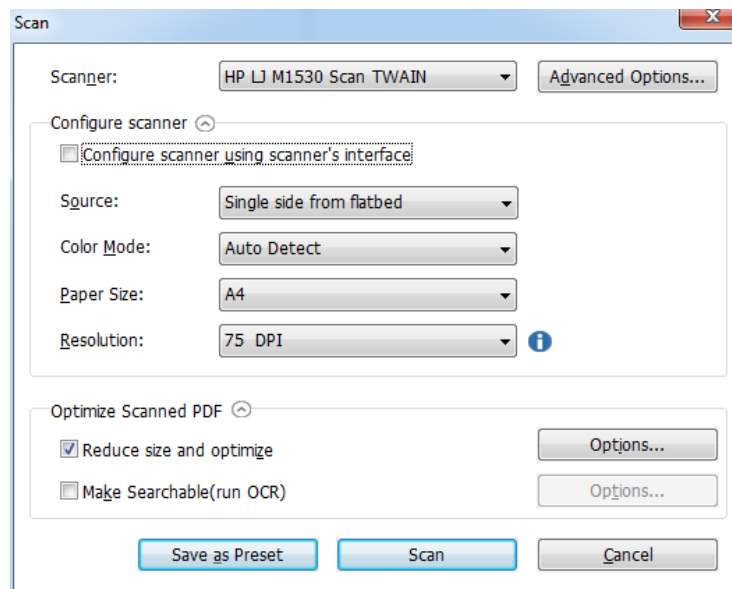 Scan
Scanner: HP LJ M1530 Scan TWAIN Advanced Options...
Configure scanner
Configure scanner using scanner's interface
Source: Single side from flatbed
Color Mode: Auto Detect
Paper Size: A4
Resolution: 75 DPI
Optimize Scanned PDF
Reduce size and optimize Options...
Make Searchable(run OCR) Options...
Save as Preset Scan Cancel